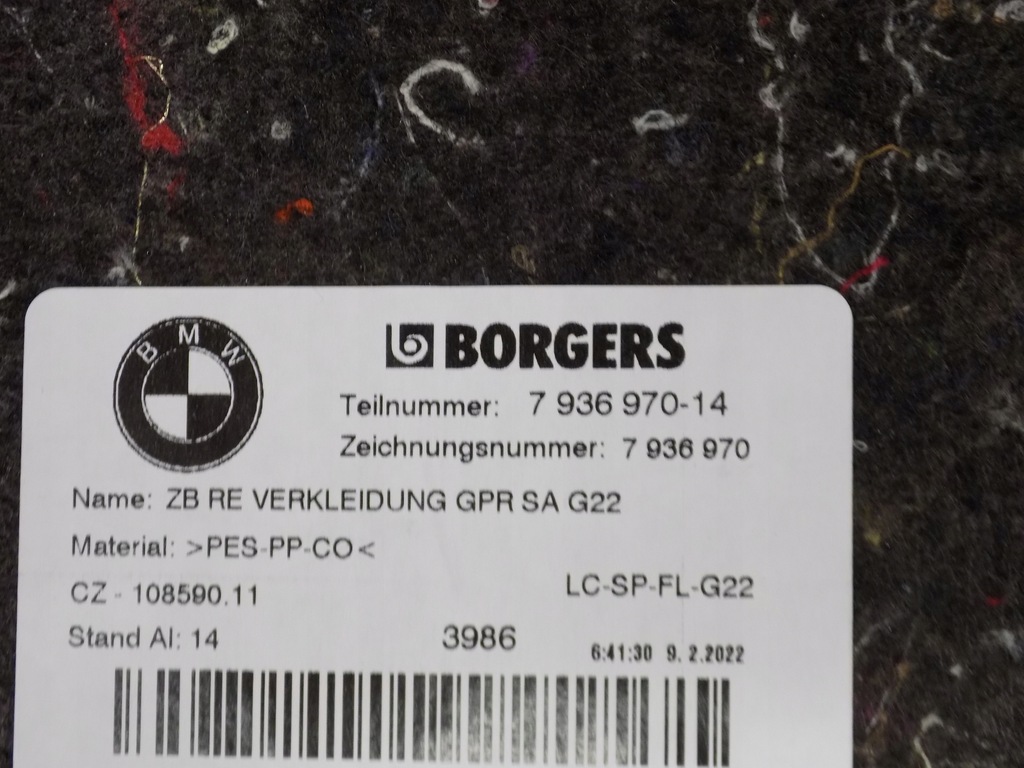 BMW
BORGERS
Teilnummer: 7 936 970-14
Zeichnungsnummer: 7 936 970
Name: ZB RE VERKLEIDUNG GPR SA G22
Material: >PES-PP-CO<
CZ - 108590.11
LC-SP-FL-G22
Stand AI: 14
3986
6:41:30 9. 2.2022